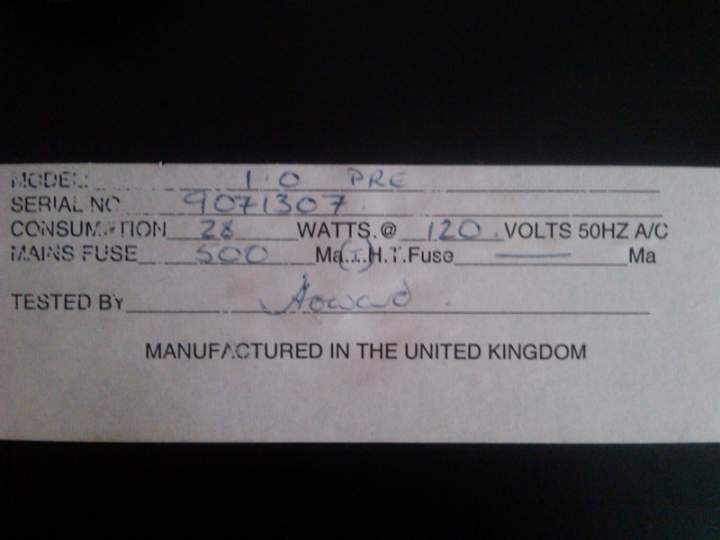 MODEL: 1.0 PRE
SERIAL NO 9071307
CONSUMPTION 28 WATTS.@ 120 .VOLTS 50HZ A/C
MAINS FUSE 500 Ma.(T).H.T.Fuse — Ma
TESTED BY Howard
MANUFACTURED IN THE UNITED KINGDOM